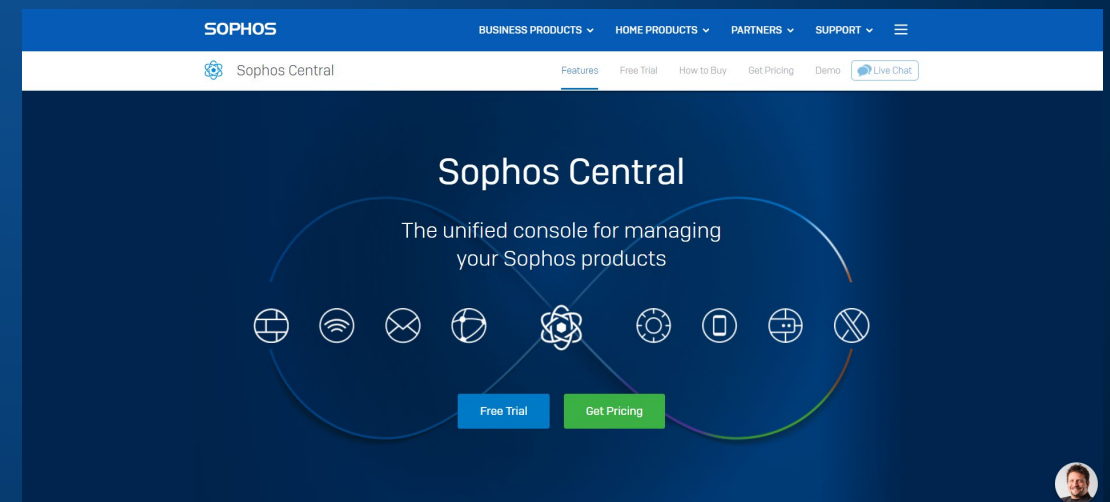 SOPHOS
BUSINESS PRODUCTS HOME PRODUCTS PARTNERS SUPPORT
Sophos Central
Features Free Trial How to Buy Get Pricing Demo Live Chat
Sophos Central
The unified console for managing
your Sophos products
Free Trial Get Pricing